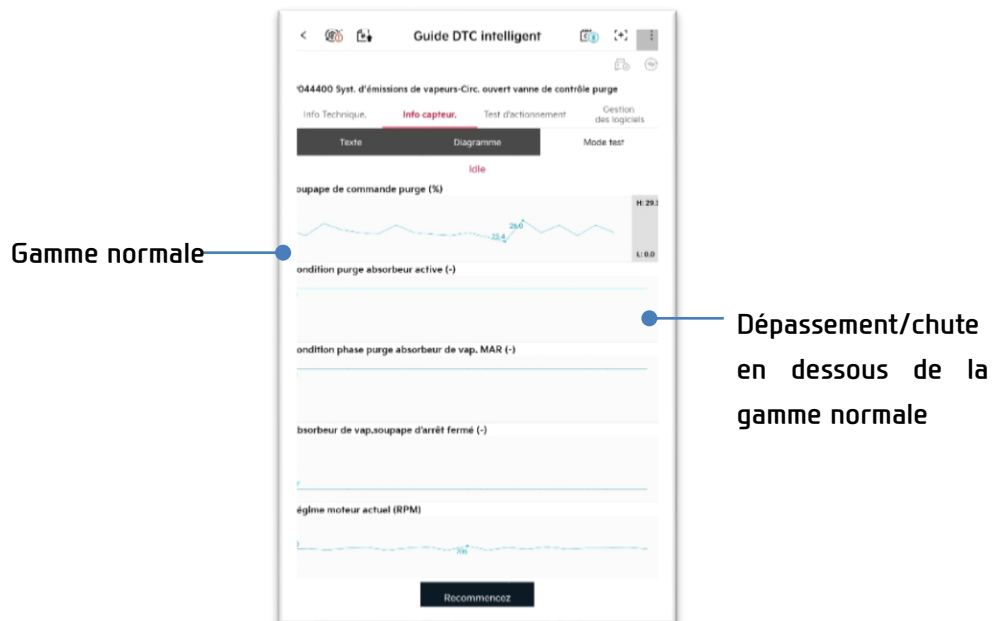 Guide DTC intelligent
'044400 Syst. d'émissions de vapeurs-Circ. ouvert vanne de contrôle purge
Info Technique.
Info capteur.
Test d'actionnement
Gestion
des logiciels
Texte
Diagramme
Mode test
Idle
oupape de commande purge (%)
H: 29.
23.4
26.0
L: 0.0
Gamme normale
ondition purge absorbeur active (-)
Dépassement/chute
en dessous de la
gamme normale
ondition phase purge absorbeur de vap. MAR (-)
bsorbeur de vap.soupape d'arrêt fermé (-)
égime moteur actuel (RPM)
706
Recommencez